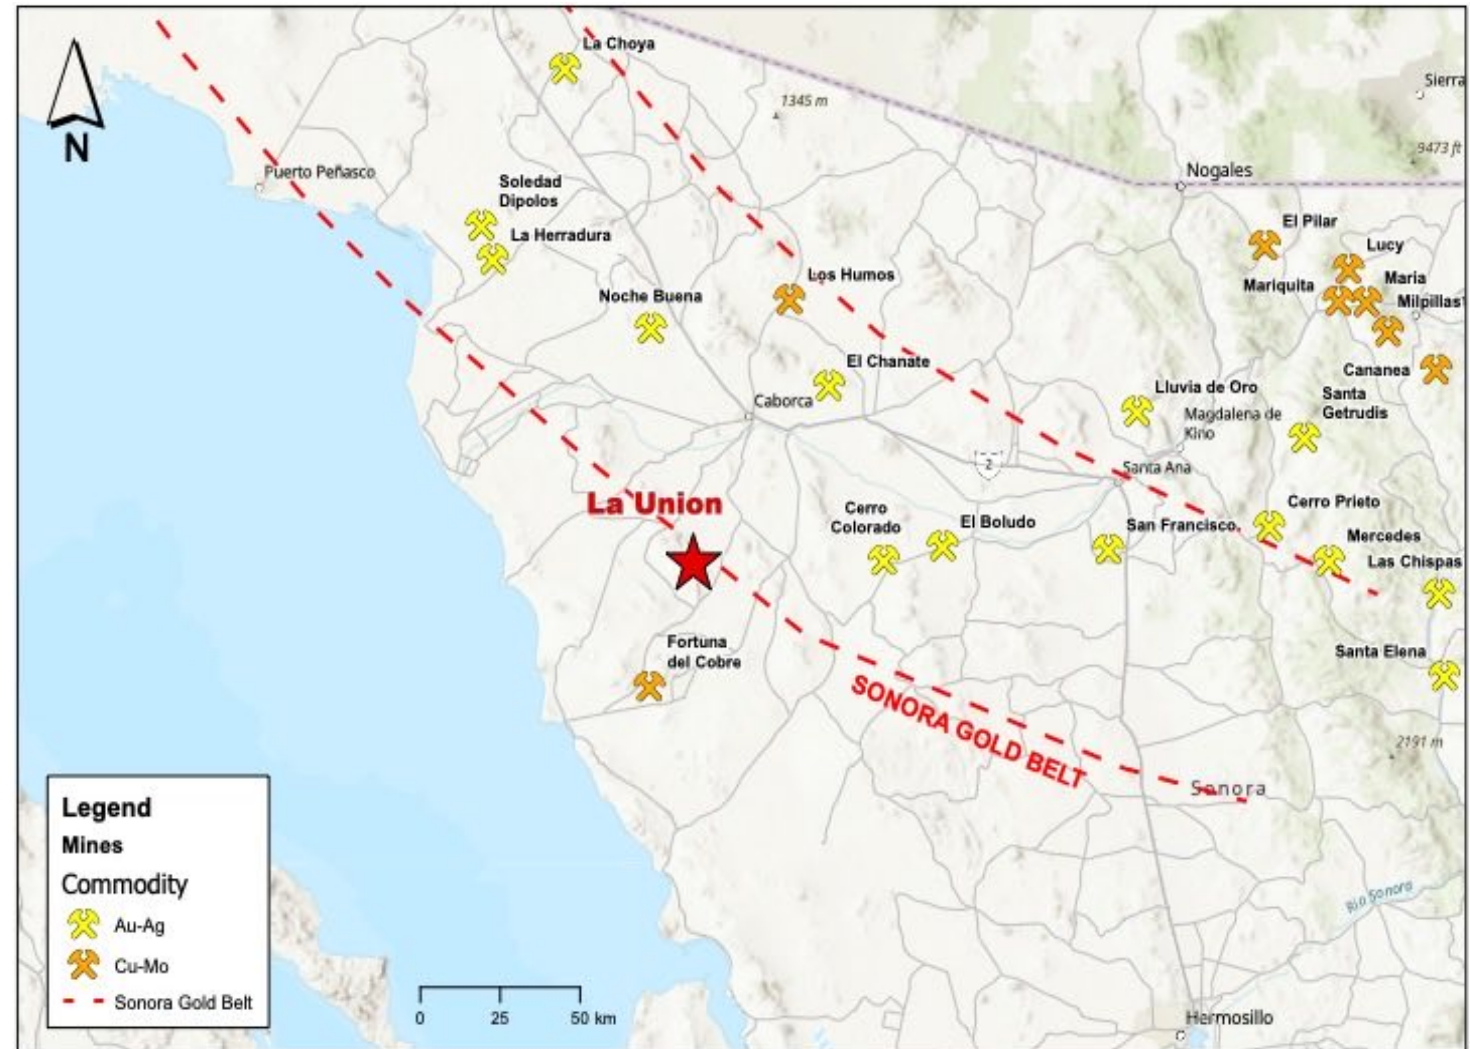 La Choya
1345 m
Sierra
N
9473 ft
Puerto Peñasco
Nogales
Soledad
Dipolos
La Herradura
El Pilar
Lucy
Maria
Mariquita
Milpillas
Los Humos
Noche Buena
El Chanate
Cananea
Caborca
Lluvia de Oro
Santa
Getrudis
Magdalena de
Kino
2
Santa Ana
La Union
Cerro
Colorado
El Boludo
San Francisco
Cerro Prieto
Mercedes
Las Chispas
Fortuna
del Cobre
Santa Elena
SONORA GOLD BELT
2191 m
Sonora
Legend
Mines
Commodity
Au-Ag
Cu-Mo
Sonora Gold Belt
0 25 50 km
Rio Sonora
Hermosillo